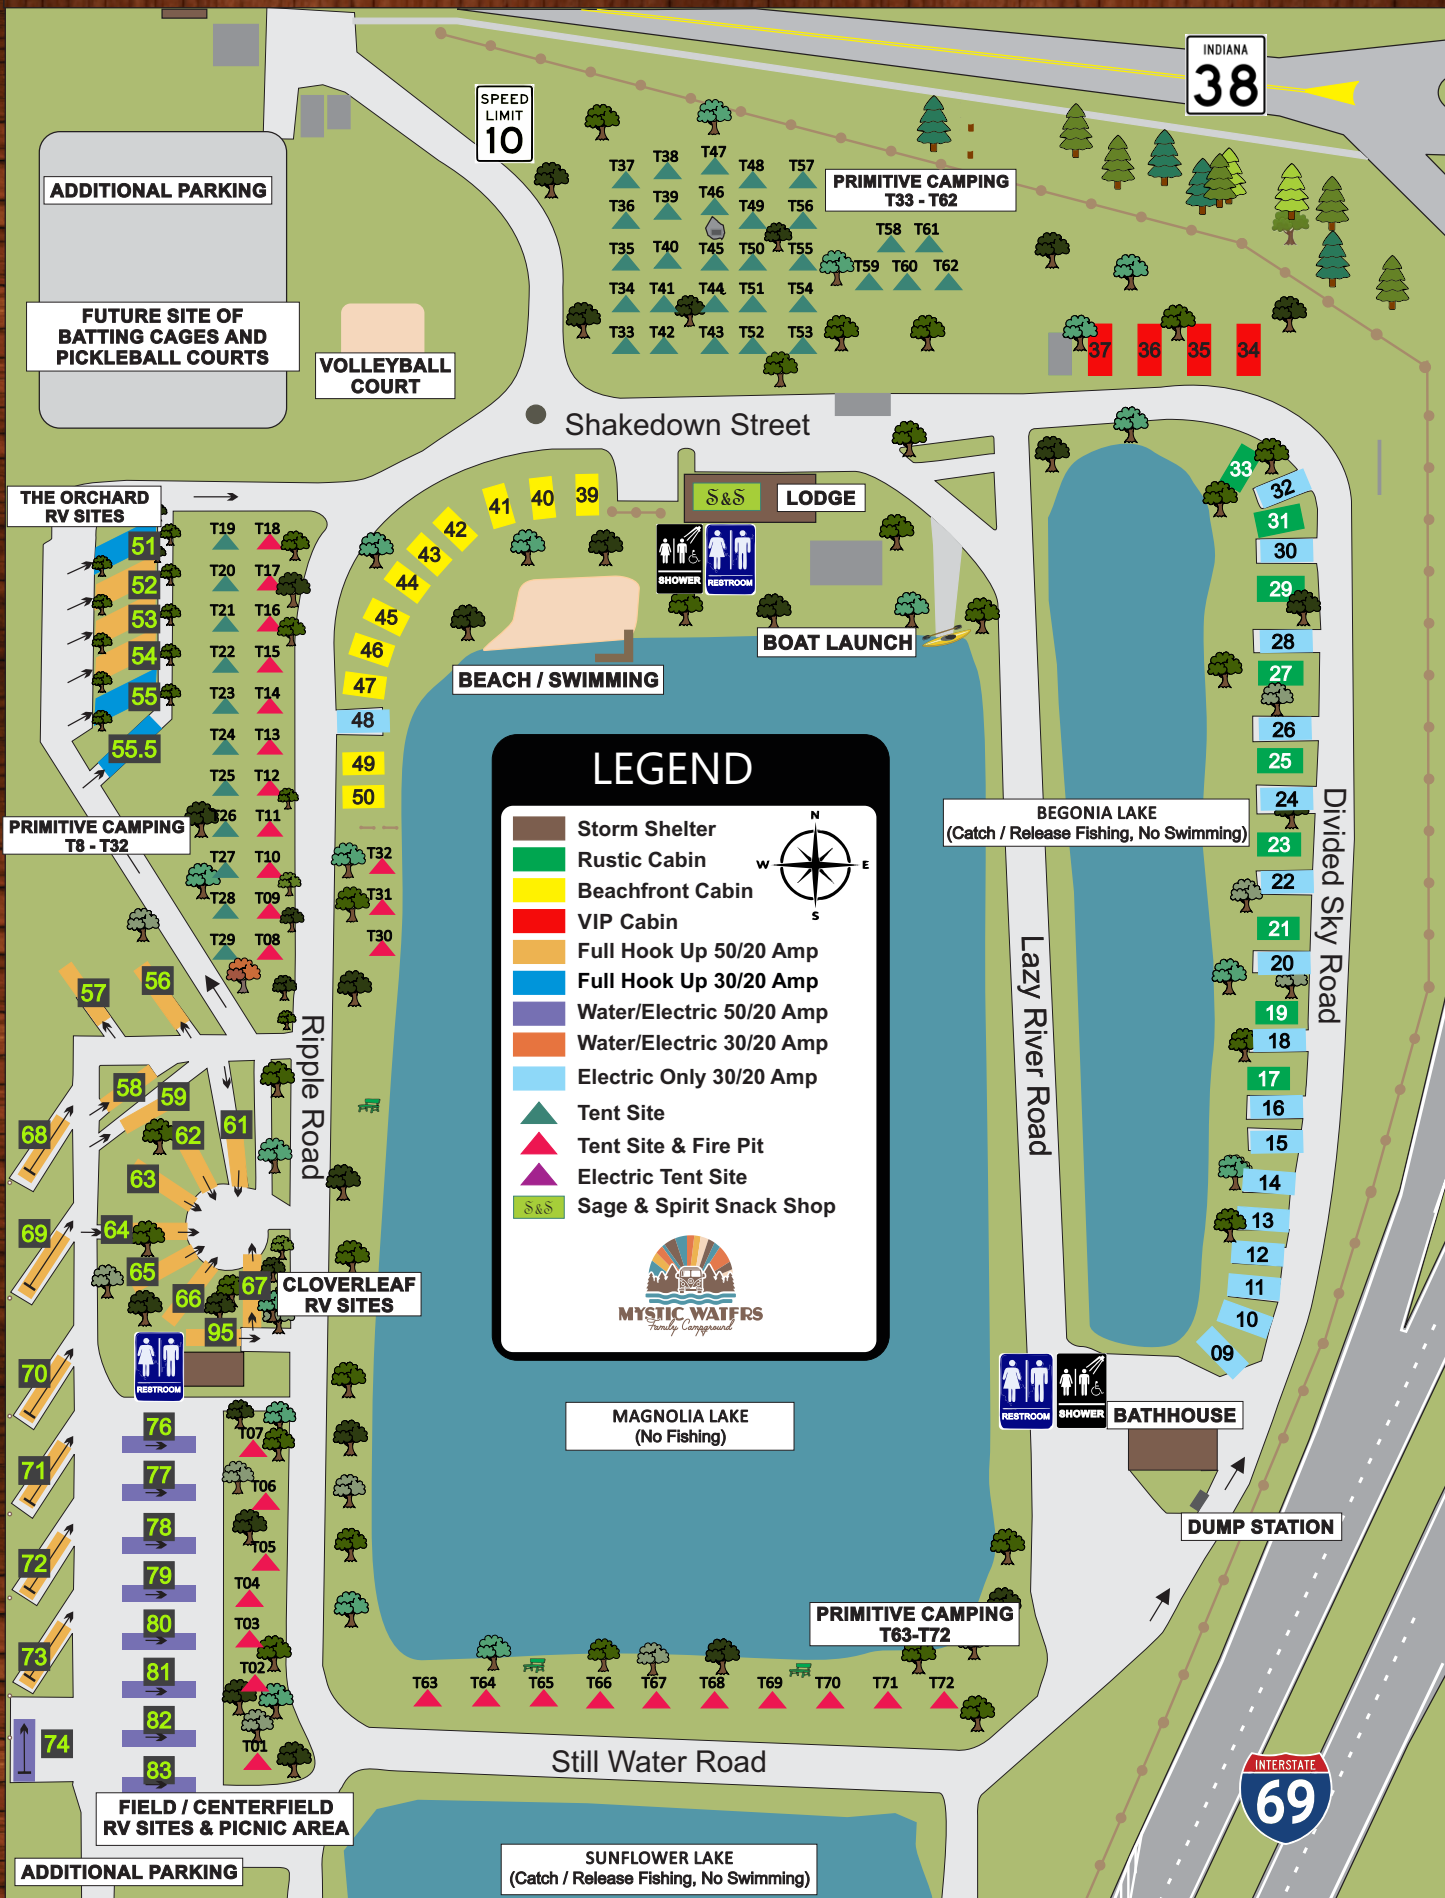 INDIANA
38
SPEED
LIMIT
10
ADDITIONAL PARKING
FUTURE SITE OF
BATTING CAGES AND
PICKLEBALL COURTS
VOLLEYBALL
COURT
T37
T38
T47
T48
T57
T36
T39
T46
T49
T56
T35
T40
T45
T50
T55
T34
T41
T44
T51
T54
T33
T42
T43
T52
T53
PRIMITIVE CAMPING
T33 - T62
T58
T61
T59
T60
T62
37
36
35
34
Shakedown Street
THE ORCHARD
RV SITES
51
52
53
54
55
55.5
T19
T18
T20
T17
T21
T16
T22
T15
T23
T14
T24
T13
T25
T12
T26
T11
T27
T10
T28
T09
T29
T08
PRIMITIVE CAMPING
T8 - T32
41
40
39
42
43
44
45
46
47
48
49
50
T32
T31
T30
S&S
LODGE
SHOWER
RESTROOM
BEACH / SWIMMING
BOAT LAUNCH
33
32
31
30
29
28
27
26
25
24
23
22
21
20
19
18
17
16
15
14
13
12
11
10
09
BEGONIA LAKE
(Catch / Release Fishing, No Swimming)
Divided Sky Road
Lazy River Road
Ripple Road
LEGEND
N
W
E
S
Storm Shelter
Rustic Cabin
Beachfront Cabin
VIP Cabin
Full Hook Up 50/20 Amp
Full Hook Up 30/20 Amp
Water/Electric 50/20 Amp
Water/Electric 30/20 Amp
Electric Only 30/20 Amp
Tent Site
Tent Site & Fire Pit
Electric Tent Site
S&S
Sage & Spirit Snack Shop
MYSTIC WATERS
Family Campground
57
56
58
59
61
62
63
64
65
66
67
95
68
69
70
71
72
73
74
CLOVERLEAF
RV SITES
RESTROOM
76
77
78
79
80
81
82
83
T07
T06
T05
T04
T03
T02
T01
MAGNOLIA LAKE
(No Fishing)
RESTROOM
SHOWER
BATHHOUSE
DUMP STATION
PRIMITIVE CAMPING
T63-T72
T63
T64
T65
T66
T67
T68
T69
T70
T71
T72
Still Water Road
FIELD / CENTERFIELD
RV SITES & PICNIC AREA
ADDITIONAL PARKING
SUNFLOWER LAKE
(Catch / Release Fishing, No Swimming)
INTERSTATE
69